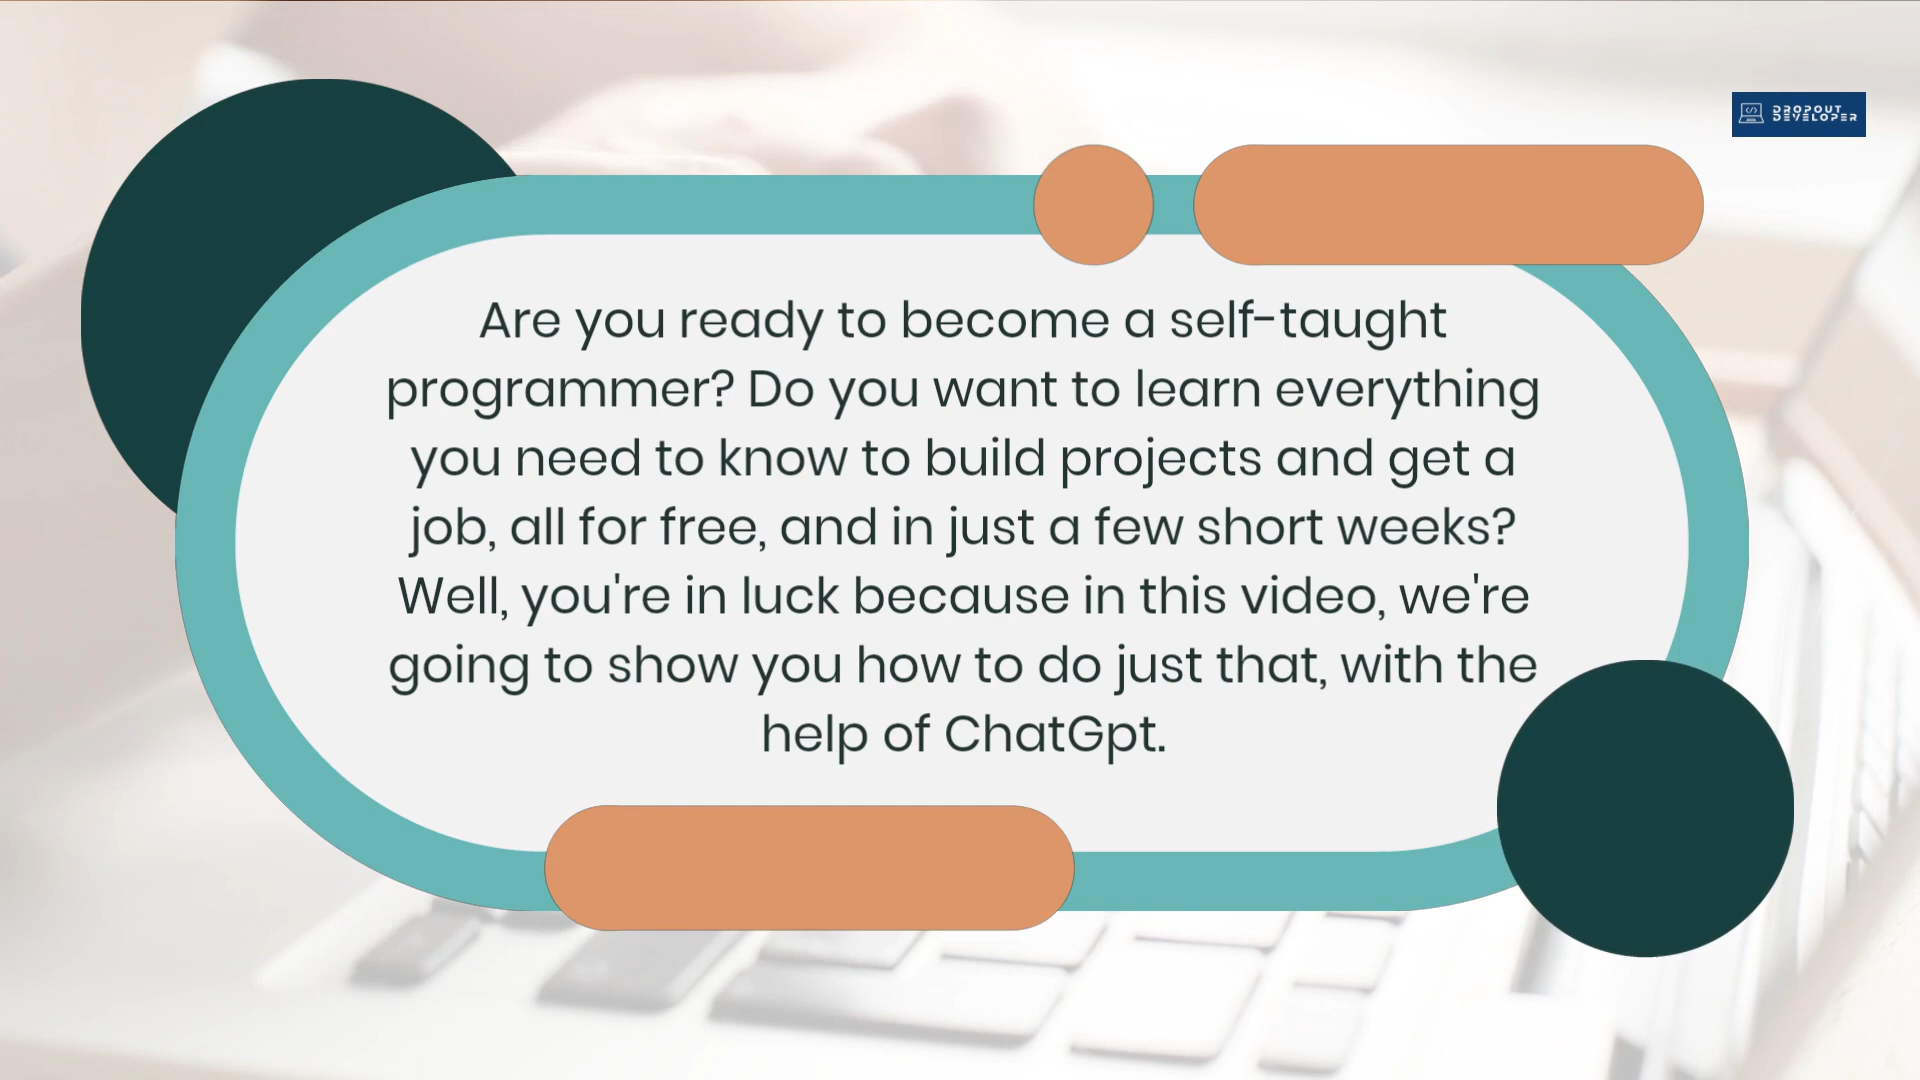 DROPOUT
DEVELOPER
Are you ready to become a self-taught
programmer? Do you want to learn everything
you need to know to build projects and get a
job, all for free, and in just a few short weeks?
Well, you're in luck because in this video, we're
going to show you how to do just that, with the
help of ChatGpt.